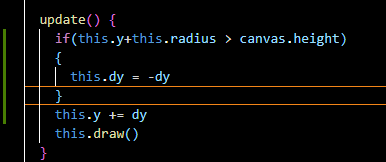 update() {
if(this.y+this.radius > canvas.height)
{
this.dy = -dy
}
this.y += dy
this.draw()
}